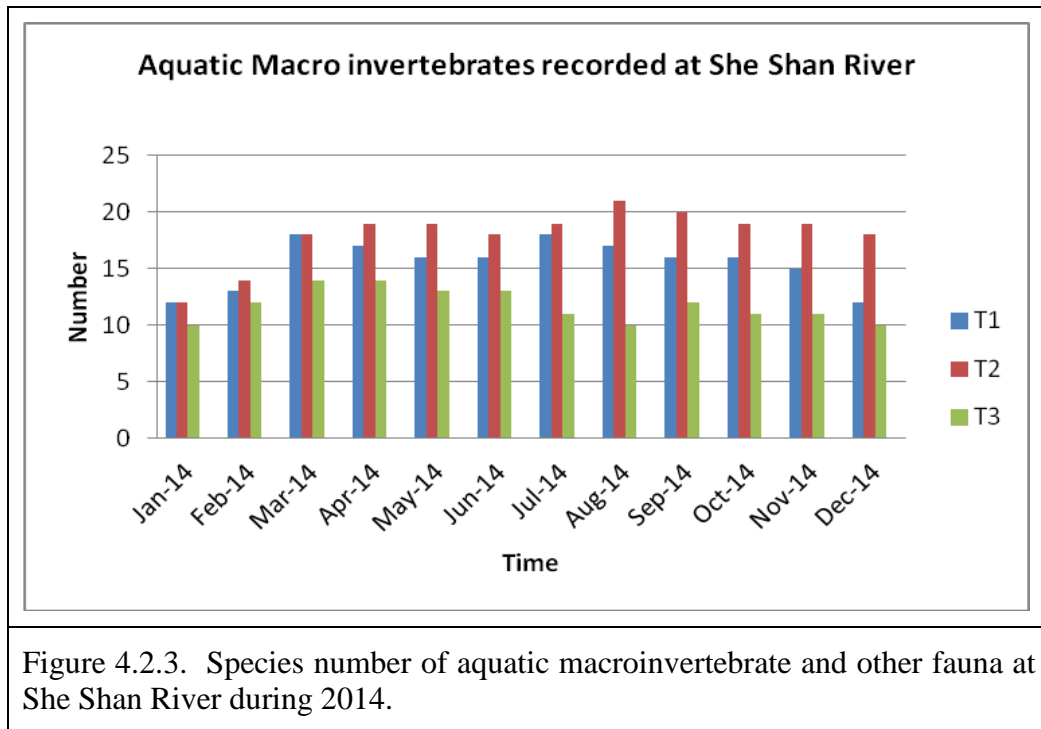 Aquatic Macro invertebrates recorded at She Shan River
25
20
15
10
5
0
Number
Jan-14
Feb-14
Mar-14
Apr-14
May-14
Jun-14
Jul-14
Aug-14
Sep-14
Oct-14
Nov-14
Dec-14
Time
T1
T2
T3
Figure 4.2.3. Species number of aquatic macroinvertebrate and other fauna at
She Shan River during 2014.